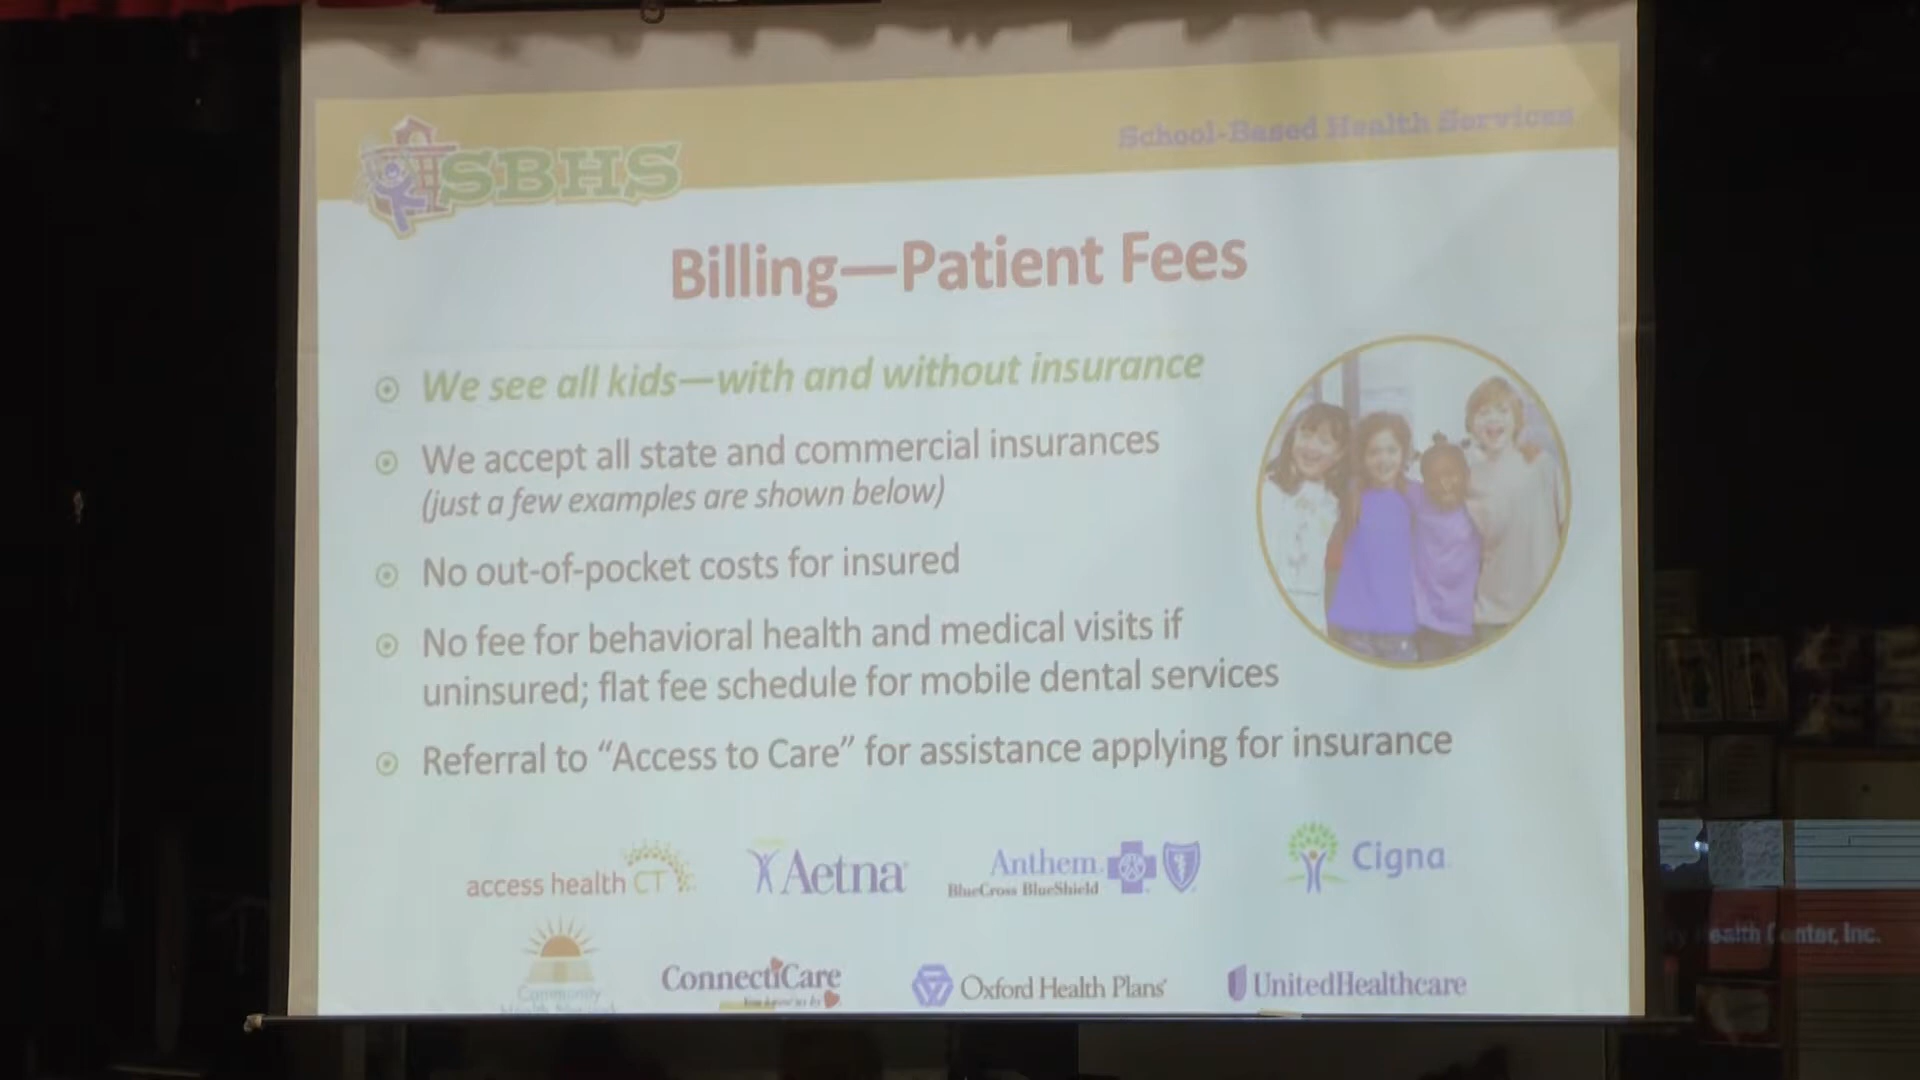 SBHS
School-Based Health Services
Billing—Patient Fees
We see all kids—with and without insurance
We accept all state and commercial insurances
(just a few examples are shown below)
No out-of-pocket costs for insured
No fee for behavioral health and medical visits if
uninsured; flat fee schedule for mobile dental services
Referral to “Access to Care” for assistance applying for insurance
access health CT
Aetna
Anthem
BlueCross BlueShield
Cigna
Community
ConnectiCare
Oxford Health Plans
UnitedHealthcare
Health Center, Inc.